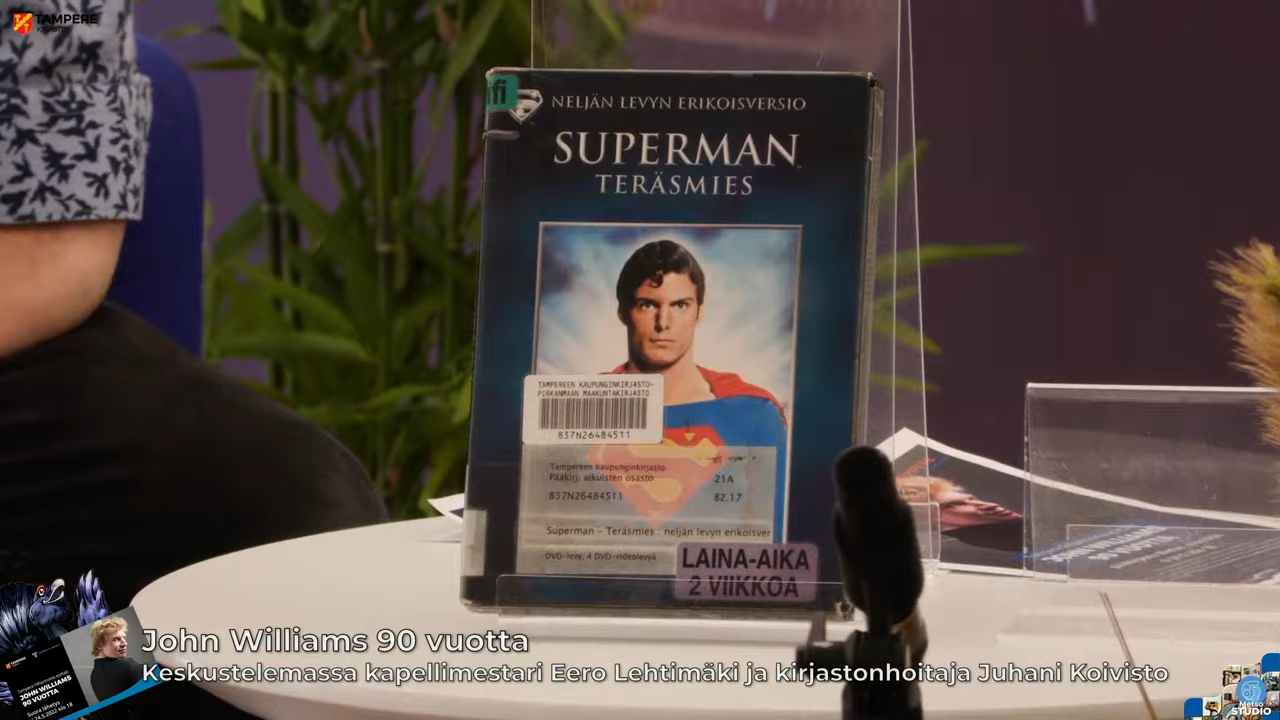 TAMPERE
fi
NELJÄN LEVYN ERIKOISVERSIO
SUPERMAN
TERÄSMIES
TAMPEREEN KAUPUNGINKIRJASTO-
PIRKANMAAN MAAKUNTAKIRJASTO
837N26484511
Tampereen kaupunginkirjasto
Pääkirj. aikuisten osasto 21A
837N26484511 82.17
Superman - Teräsmies : neljän levyn erikoisver
DVD-levy, 4 DVD-videolevyä
LAINA-AIKA
2 VIIKKOA
John Williams 90 vuotta
Keskustelemassa kapellimestari Eero Lehtimäki ja kirjastonhoitaja Juhani Koivisto
JOHN WILLIAMS
90 VUOTTA
Metso
STUDIO